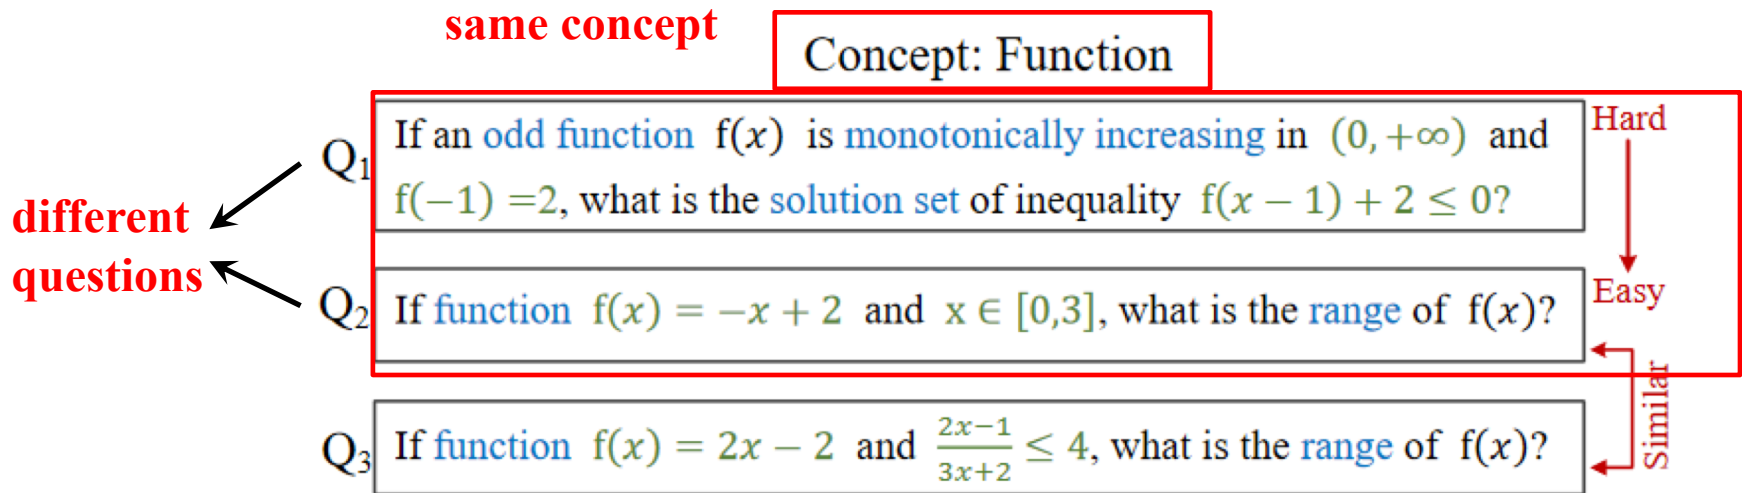 same concept
Concept: Function
Q₁ If an odd function f(x) is monotonically increasing in (0, +∞) and
f(−1) =2, what is the solution set of inequality f(x − 1) + 2 ≤ 0?
Hard
different
questions
Q₂ If function f(x) = −x + 2 and x ∈ [0,3], what is the range of f(x)?
Easy
Similar
Q₃ If function f(x) = 2x − 2 and (2x−1)/(3x+2) ≤ 4, what is the range of f(x)?